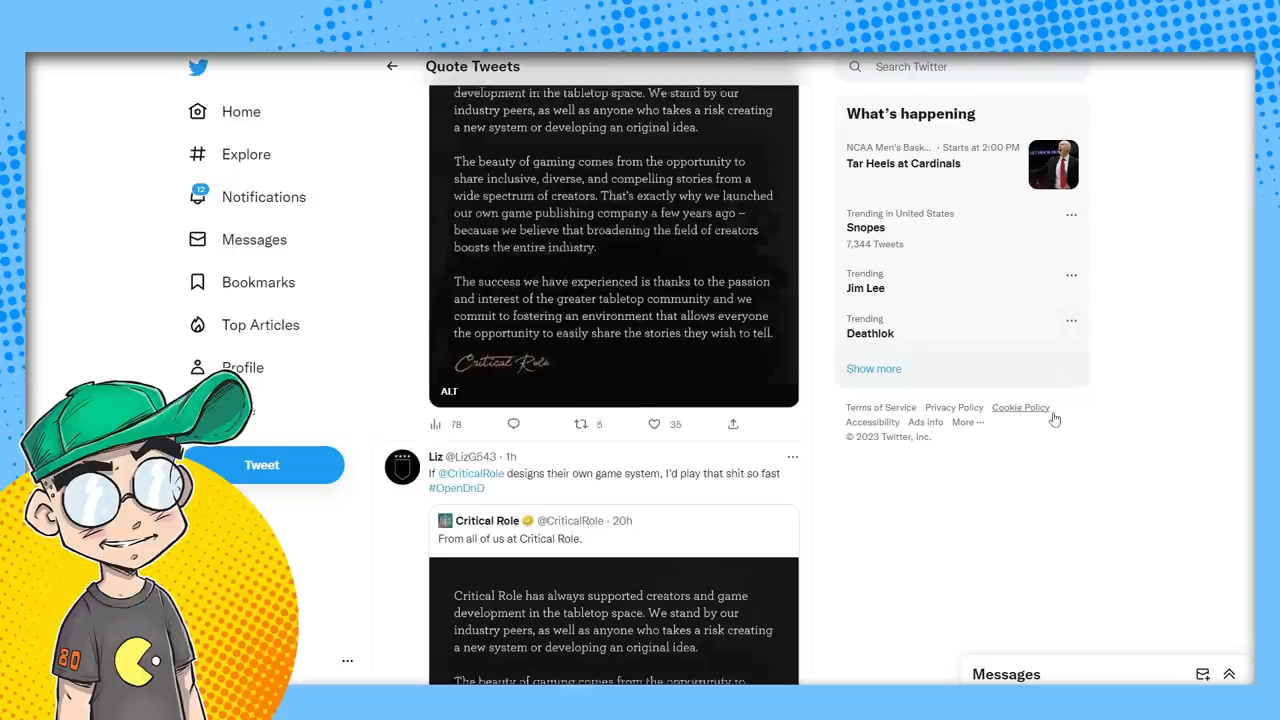 Home
Explore
12
Notifications
Messages
Bookmarks
Top Articles
Profile
Tweet
Quote Tweets
development in the tabletop space. We stand by our
industry peers, as well as anyone who takes a risk creating
a new system or developing an original idea.
The beauty of gaming comes from the opportunity to
share inclusive, diverse, and compelling stories from a
wide spectrum of creators. That's exactly why we launched
our own game publishing company a few years ago –
because we believe that broadening the field of creators
boosts the entire industry.
The success we have experienced is thanks to the passion
and interest of the greater tabletop community and we
commit to fostering an environment that allows everyone
the opportunity to easily share the stories they wish to tell.
Critical Role
ALT
78 5 35
Liz @LizG543 · 1h
If @CriticalRole designs their own game system, I'd play that shit so fast
#OpenDnD
Critical Role @CriticalRole · 20h
From all of us at Critical Role.
Critical Role has always supported creators and game
development in the tabletop space. We stand by our
industry peers, as well as anyone who takes a risk creating
a new system or developing an original idea.
The beauty of gaming comes from the opportunity to
Search Twitter
What's happening
NCAA Men's Bask... · Starts at 2:00 PM
Tar Heels at Cardinals
Trending in United States
Snopes
7,344 Tweets
Trending
Jim Lee
Trending
Deathlok
Show more
Terms of Service Privacy Policy Cookie Policy
Accessibility Ads info More ···
© 2023 Twitter, Inc.
Messages
80